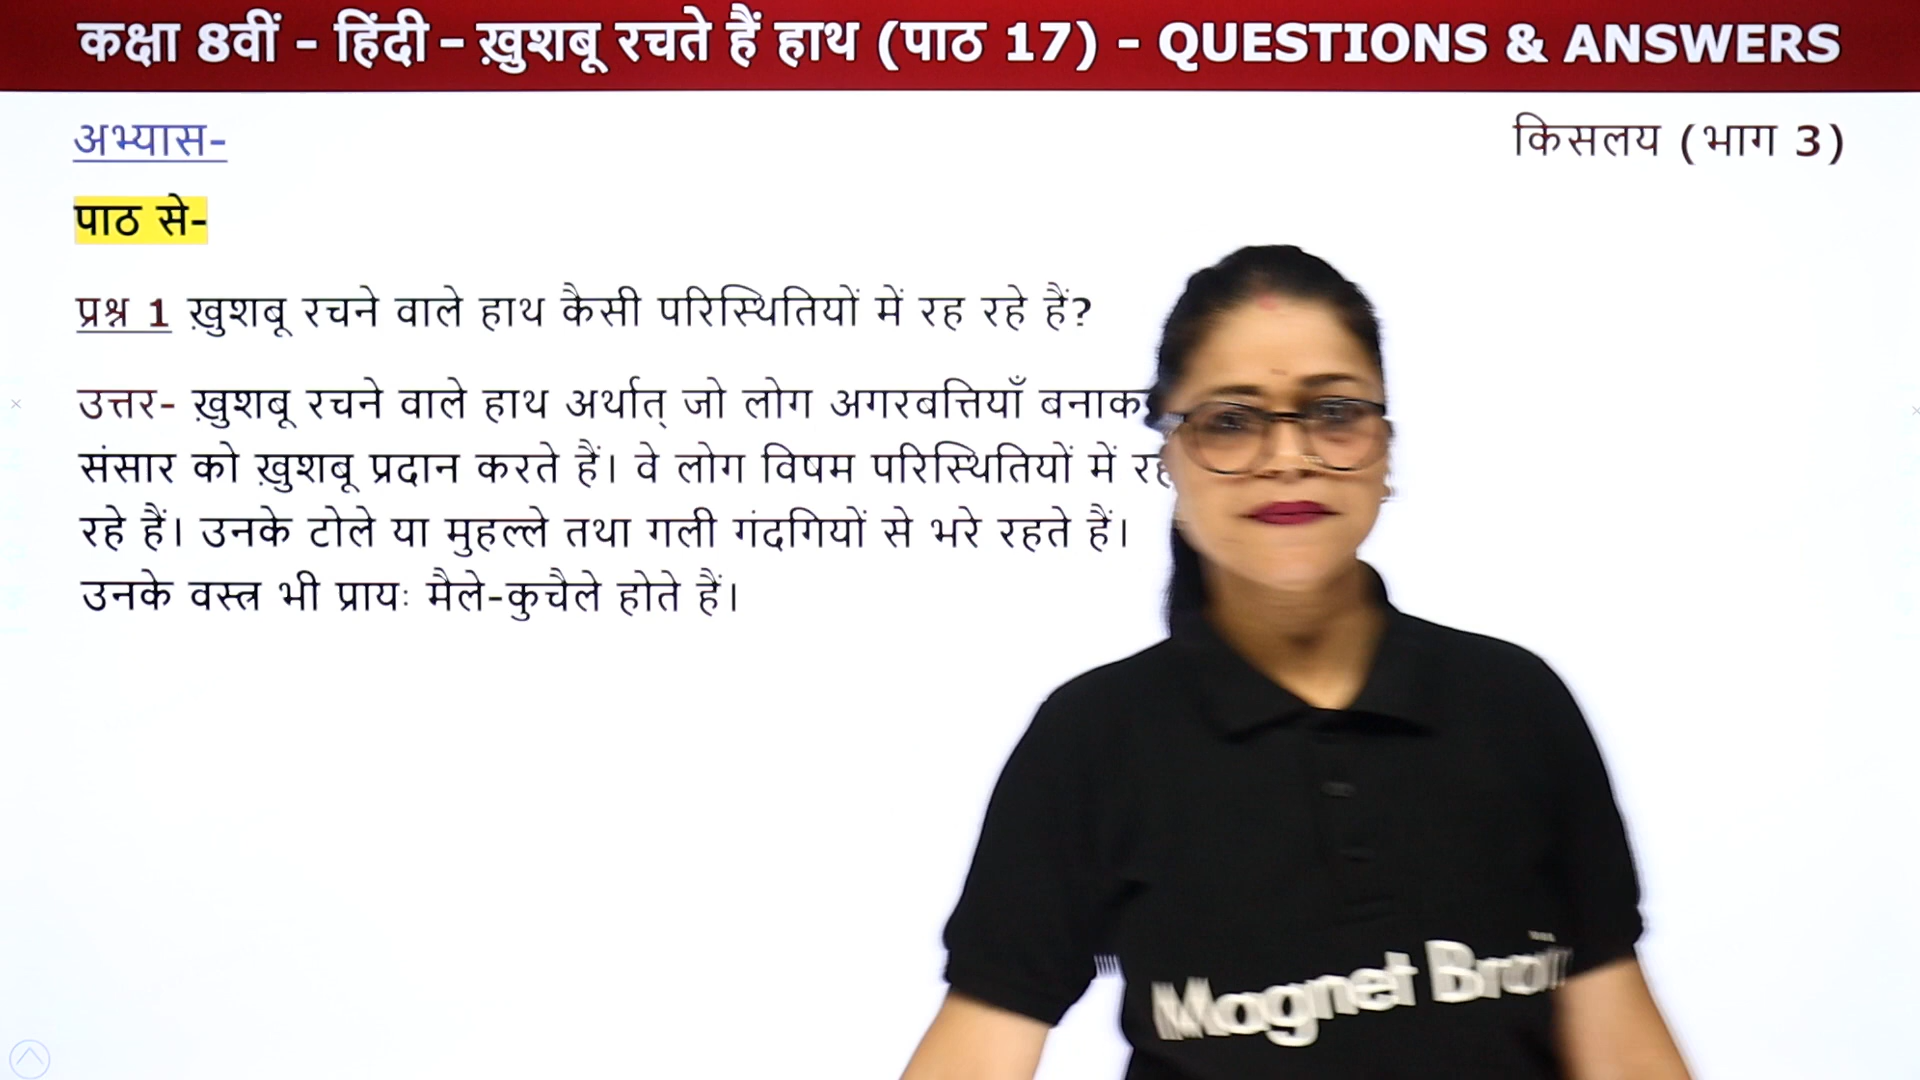 कक्षा 8वीं - हिंदी - ख़ुशबू रचते हैं हाथ (पाठ 17) - QUESTIONS & ANSWERS
अभ्यास-
किसलय (भाग 3)
पाठ से-
प्रश्न 1 ख़ुशबू रचने वाले हाथ कैसी परिस्थितियों में रह रहे हैं?
उत्तर- ख़ुशबू रचने वाले हाथ अर्थात् जो लोग अगरबत्तियाँ
संसार को ख़ुशबू प्रदान करते हैं। वे लोग विषम परिस्थितियों में
रहे हैं। उनके टोले या मुहल्ले तथा गली गंदगियों से भरे रहते हैं।
उनके वस्त्र भी प्रायः मैले-कुचैले होते हैं।
Magnet